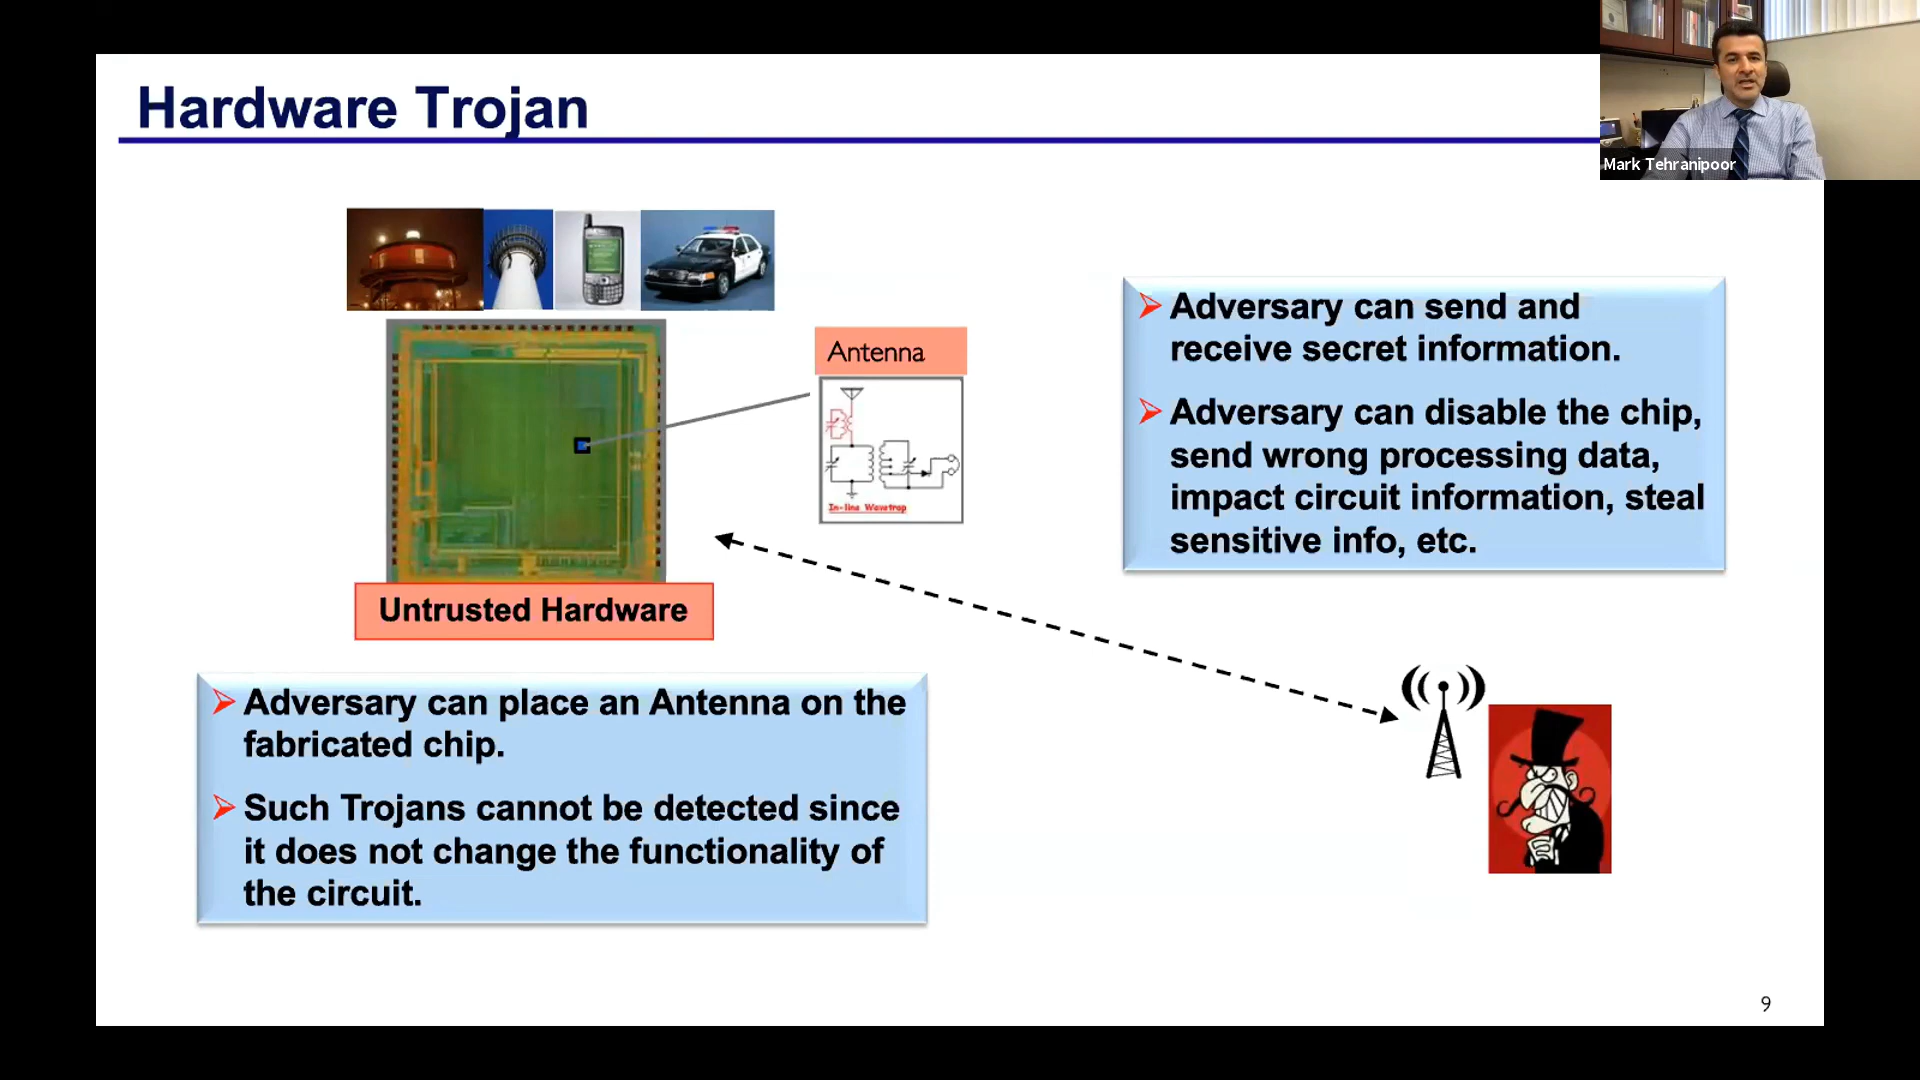 Hardware Trojan
Mark Tehranipoor
Antenna
In-line Wavetrap
Untrusted Hardware
Adversary can send and
receive secret information.
Adversary can disable the chip,
send wrong processing data,
impact circuit information, steal
sensitive info, etc.
Adversary can place an Antenna on the
fabricated chip.
Such Trojans cannot be detected since
it does not change the functionality of
the circuit.
9